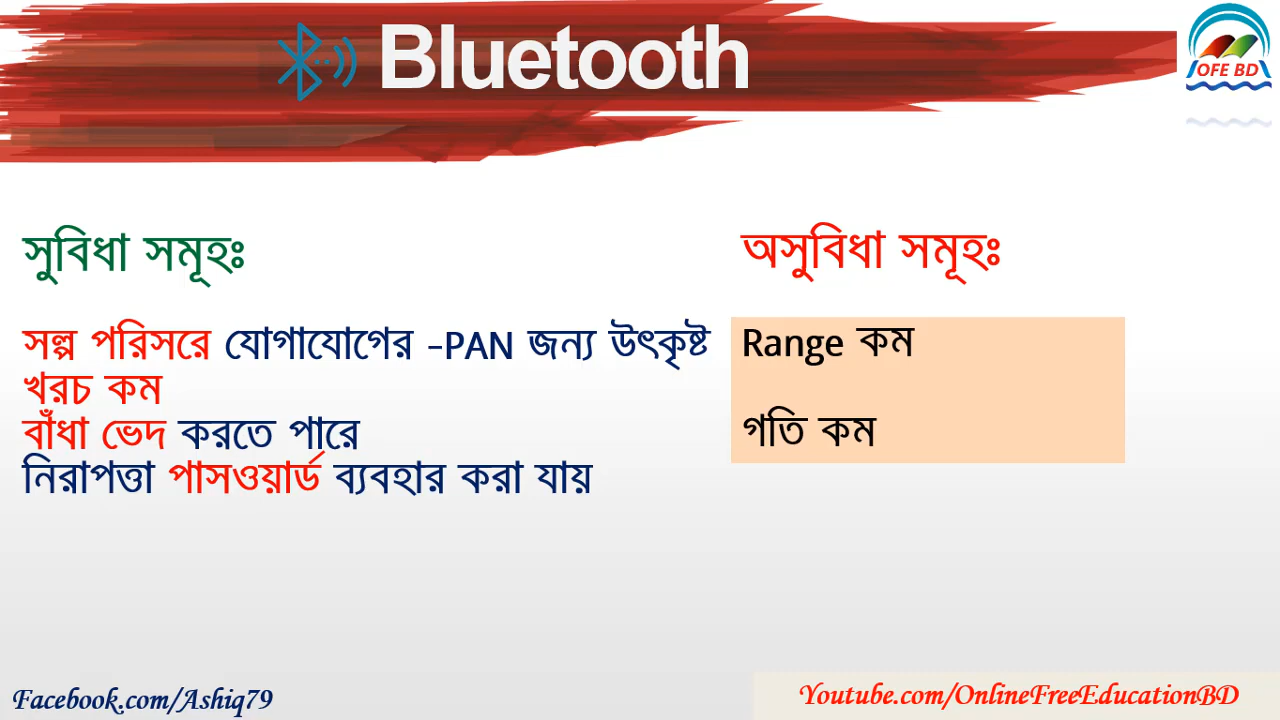 Bluetooth
OFE BD
সুবিধা সমূহঃ
সল্প পরিসরে যোগাযোগের -PAN জন্য উৎকৃষ্ট
খরচ কম
বাঁধা ভেদ করতে পারে
নিরাপত্তা পাসওয়ার্ড ব্যবহার করা যায়
অসুবিধা সমূহঃ
Range কম
গতি কম
Facebook.com/Ashiq79
Youtube.com/OnlineFreeEducationBD